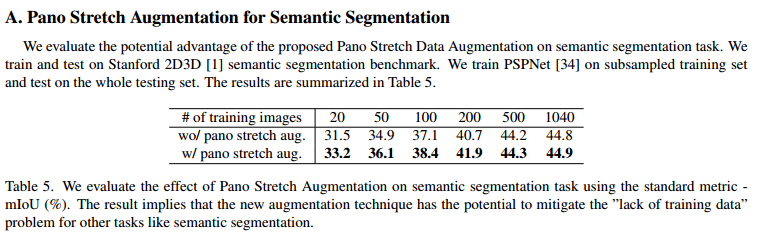 A. Pano Stretch Augmentation for Semantic Segmentation
We evaluate the potential advantage of the proposed Pano Stretch Data Augmentation on semantic segmentation task. We
train and test on Stanford 2D3D [1] semantic segmentation benchmark. We train PSPNet [34] on subsampled training set
and test on the whole testing set. The results are summarized in Table 5.
# of training images 20 50 100 200 500 1040
wo/ pano stretch aug. 31.5 34.9 37.1 40.7 44.2 44.8
w/ pano stretch aug. 33.2 36.1 38.4 41.9 44.3 44.9
Table 5. We evaluate the effect of Pano Stretch Augmentation on semantic segmentation task using the standard metric -
mIoU (%). The result implies that the new augmentation technique has the potential to mitigate the ”lack of training data”
problem for other tasks like semantic segmentation.